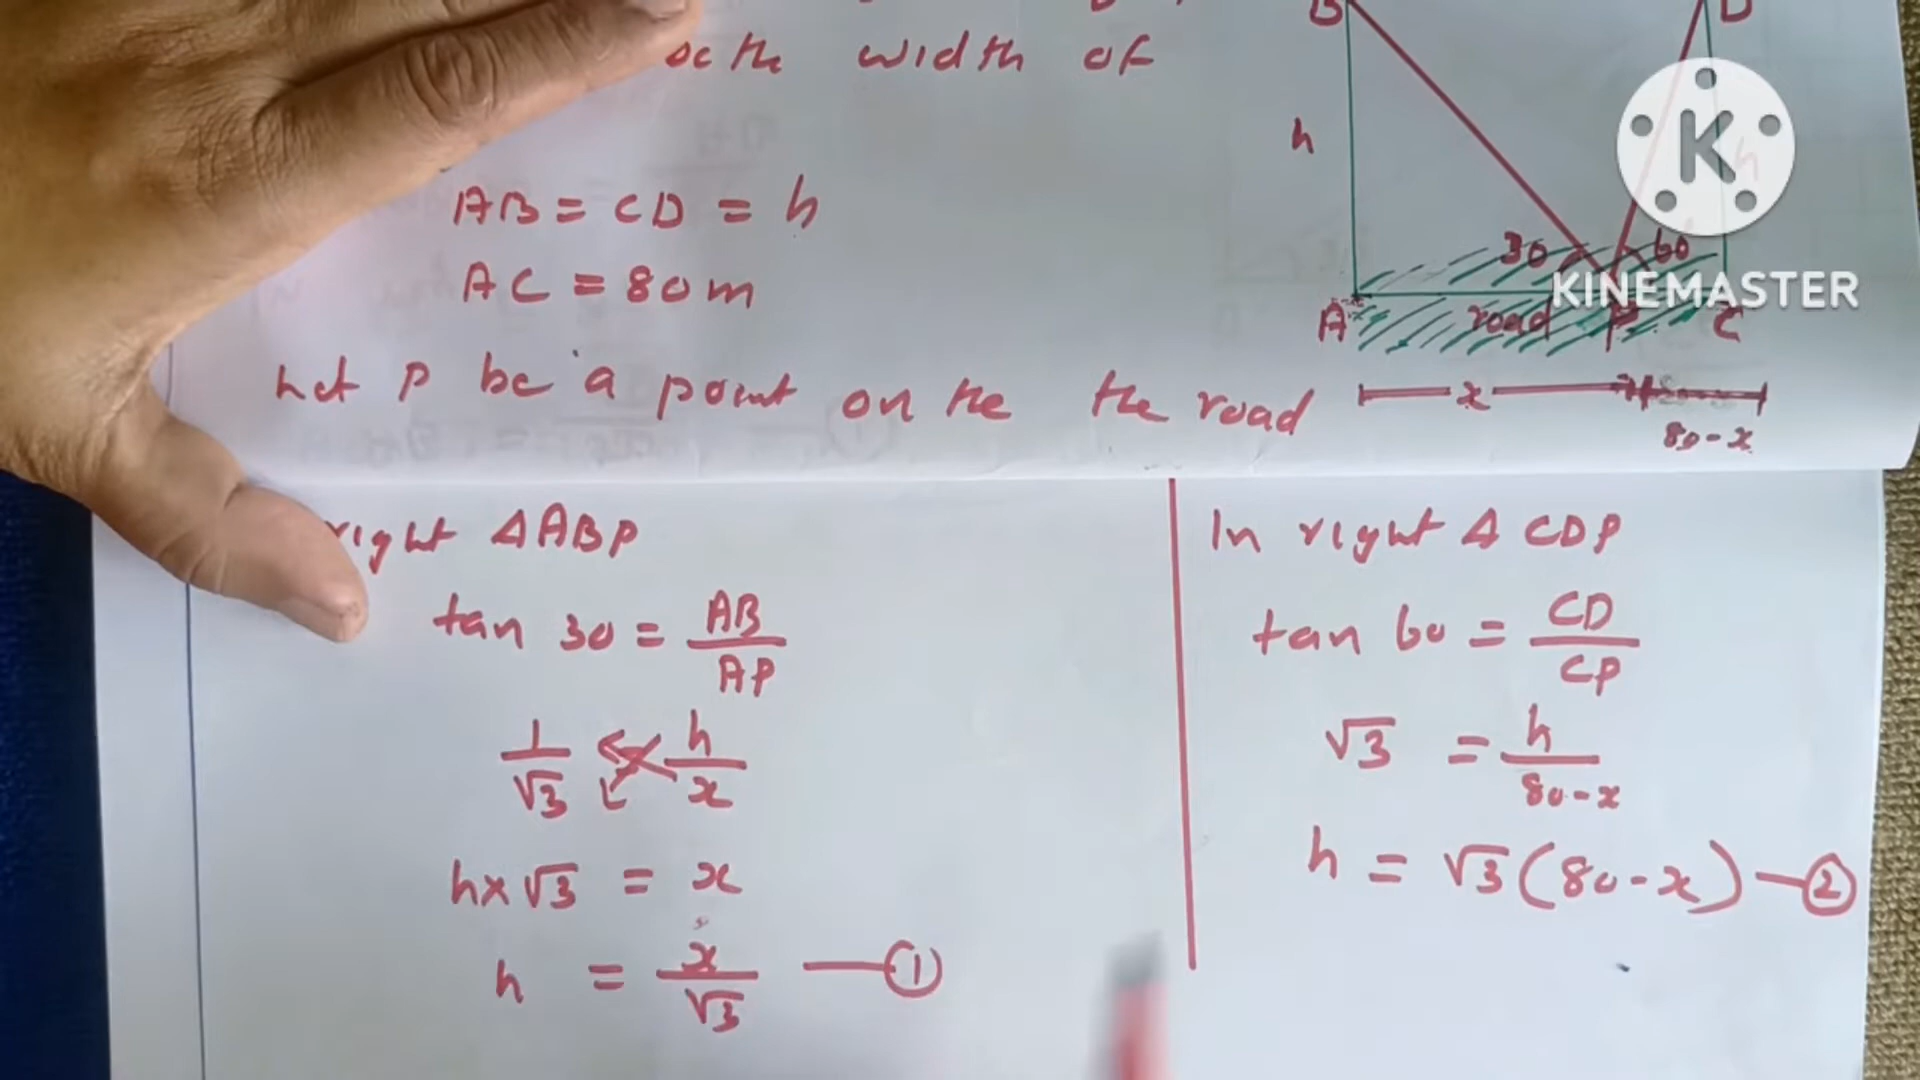 the width of
AB = CD = h
AC = 80m
Let P be a point on the the road
B
D
h
h
30
60
A
road
P
C
x
80-x
K
KINEMASTER
right ΔABP
tan 30 = AB/AP
1/√3 h/x
h×√3 = x
h = x/√3 —①
In right Δ CDP
tan 60 = CD/CP
√3 = h/80-x
h = √3(80-x) —②